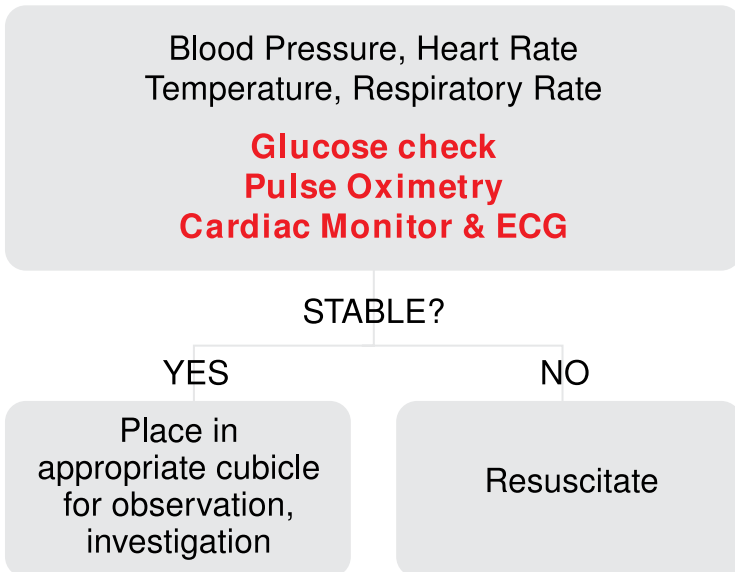 Blood Pressure, Heart Rate
Temperature, Respiratory Rate
Glucose check
Pulse Oximetry
Cardiac Monitor & ECG
STABLE?
YES
NO
Place in
appropriate cubicle
for observation,
investigation
Resuscitate